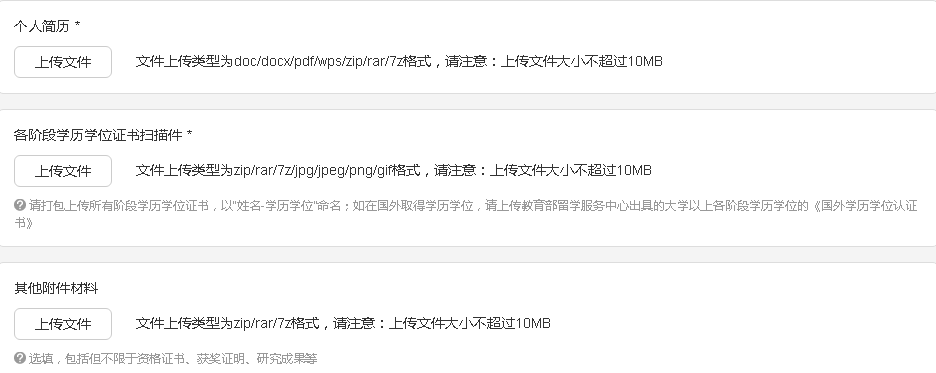 个人简历 *
上传文件 文件上传类型为doc/docx/pdf/wps/zip/rar/7z格式，请注意：上传文件大小不超过10MB
各阶段学历学位证书扫描件 *
上传文件 文件上传类型为zip/rar/7z/jpg/jpeg/png/gif格式，请注意：上传文件大小不超过10MB
请打包上传所有阶段学历学位证书，以"姓名-学历学位"命名；如在国外取得学历学位，请上传教育部留学服务中心出具的大学以上各阶段学历学位的《国外学历学位认证
书》
其他附件材料
上传文件 文件上传类型为zip/rar/7z格式，请注意：上传文件大小不超过10MB
选填，包括但不限于资格证书、获奖证明、研究成果等